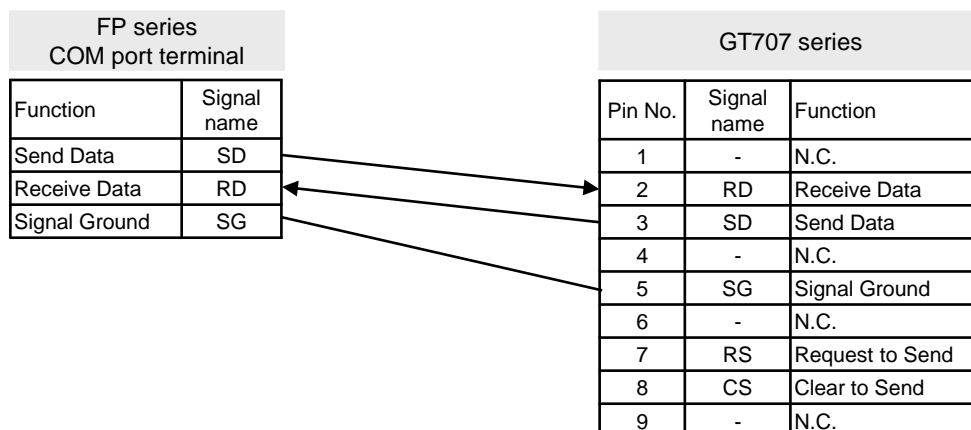 FP series
COM port terminal
Function Signal name
Send Data SD
Receive Data RD
Signal Ground SG
GT707 series
Pin No. Signal name Function
1 - N.C.
2 RD Receive Data
3 SD Send Data
4 - N.C.
5 SG Signal Ground
6 - N.C.
7 RS Request to Send
8 CS Clear to Send
9 - N.C.